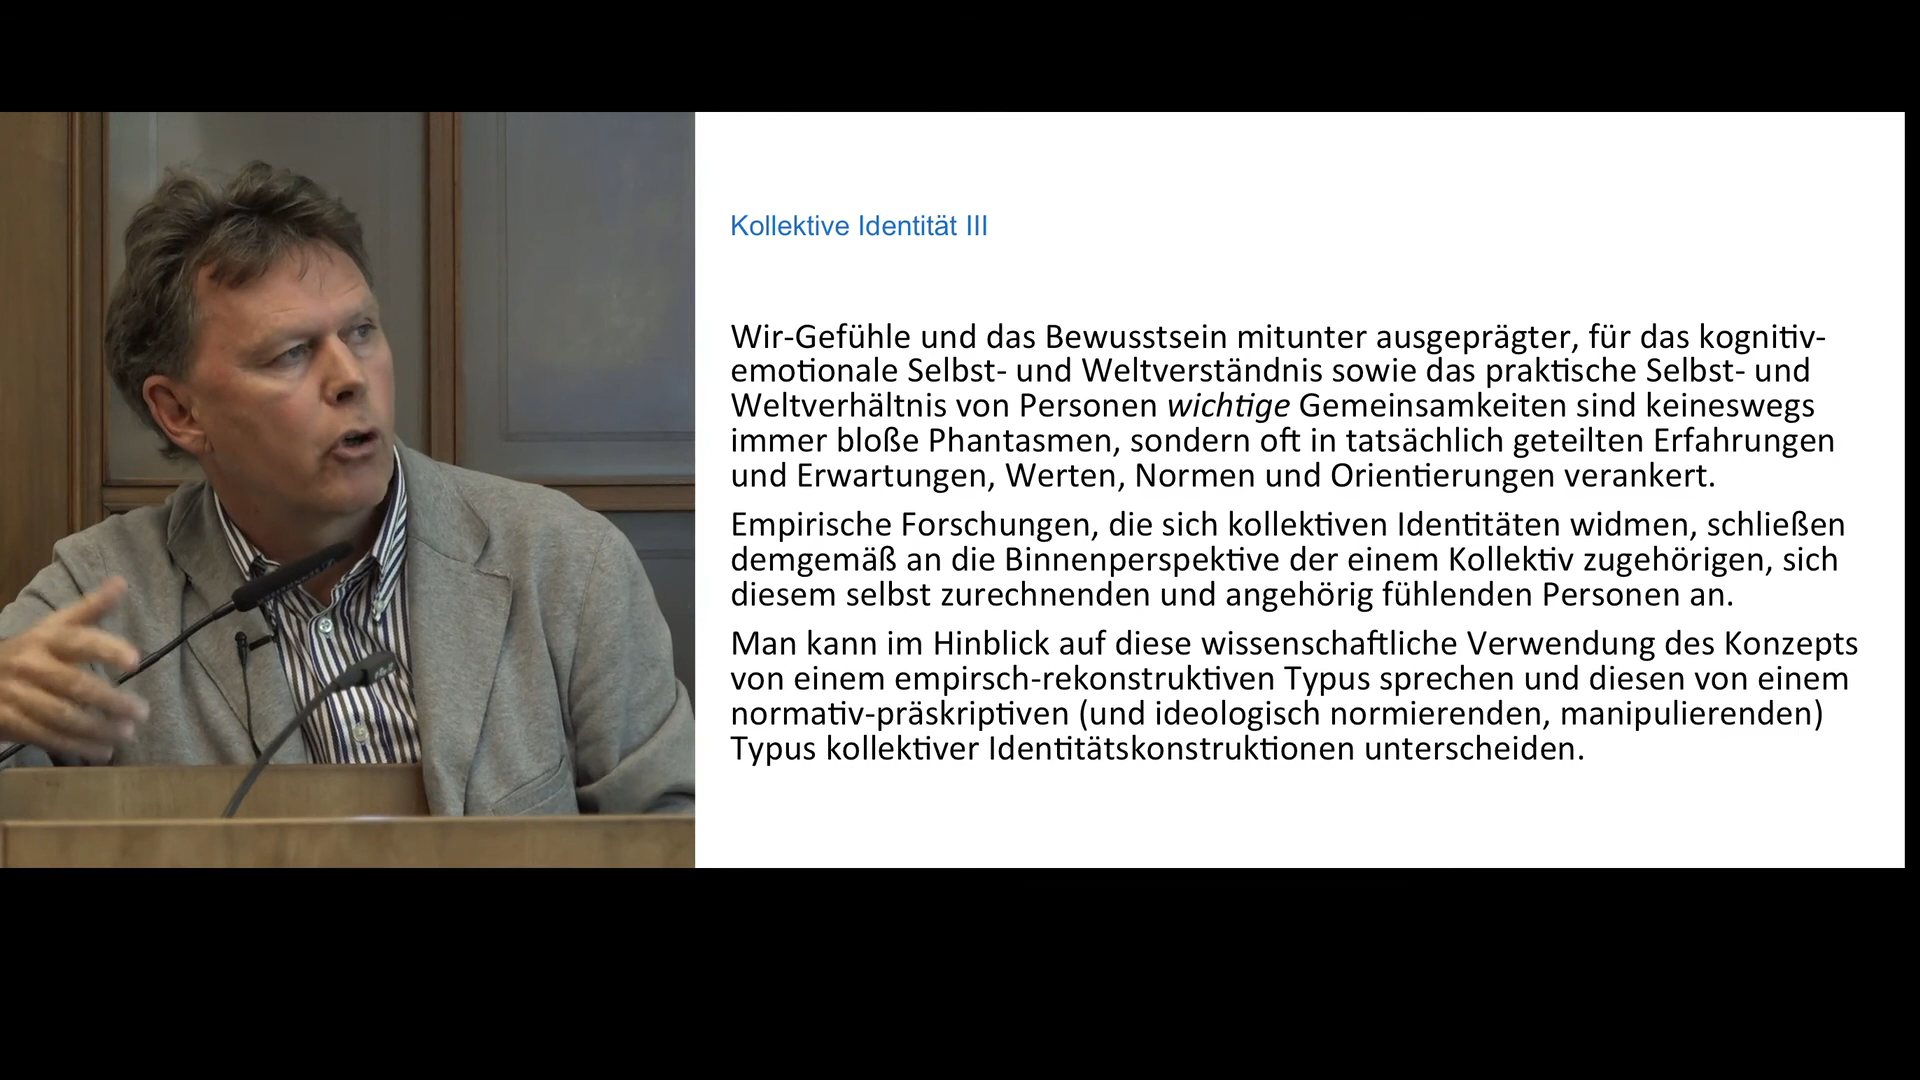 Kollektive Identität III
Wir-Gefühle und das Bewusstsein mitunter ausgeprägter, für das kognitiv-
emotionale Selbst- und Weltverständnis sowie das praktische Selbst- und
Weltverhältnis von Personen wichtige Gemeinsamkeiten sind keineswegs
immer bloße Phantasmen, sondern oft in tatsächlich geteilten Erfahrungen
und Erwartungen, Werten, Normen und Orientierungen verankert.
Empirische Forschungen, die sich kollektiven Identitäten widmen, schließen
demgemäß an die Binnenperspektive der einem Kollektiv zugehörigen, sich
diesem selbst zurechnenden und angehörig fühlenden Personen an.
Man kann im Hinblick auf diese wissenschaftliche Verwendung des Konzepts
von einem empirsch-rekonstruktiven Typus sprechen und diesen von einem
normativ-präskriptiven (und ideologisch normierenden, manipulierenden)
Typus kollektiver Identitätskonstruktionen unterscheiden.